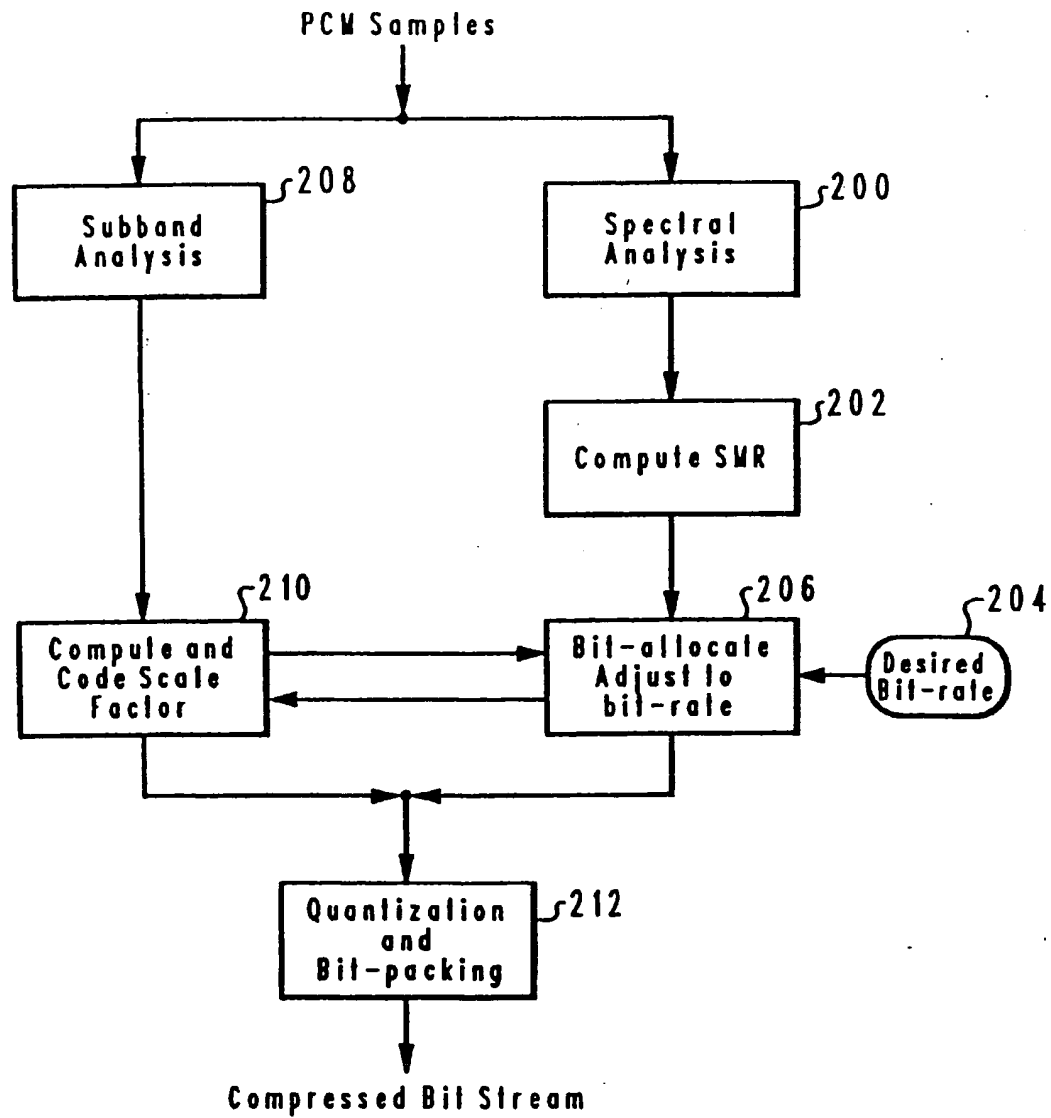 PCM Samples
208
Subband
Analysis
200
Spectral
Analysis
202
Compute SMR
210
Compute and
Code Scale
Factor
206
Bit-allocate
Adjust to
bit-rate
204
Desired
Bit-rate
212
Quantization
and
Bit-packing
Compressed Bit Stream